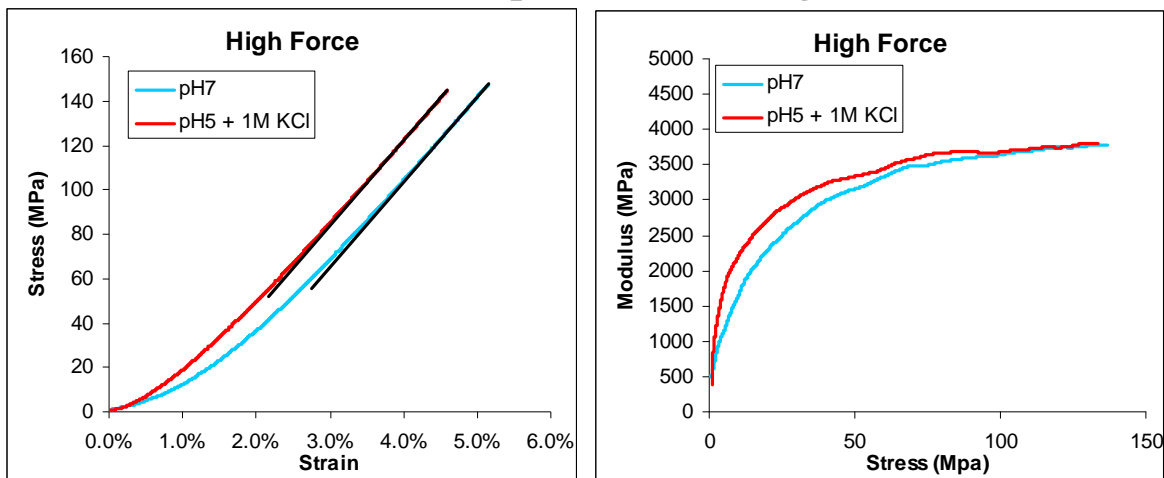 High Force
pH7
pH5 + 1M KCl
Stress (MPa)
160
140
120
100
80
60
40
20
0
0.0% 1.0% 2.0% 3.0% 4.0% 5.0% 6.0%
Strain
High Force
pH7
pH5 + 1M KCl
Modulus (MPa)
5000
4500
4000
3500
3000
2500
2000
1500
1000
500
0
0 50 100 150
Stress (Mpa)